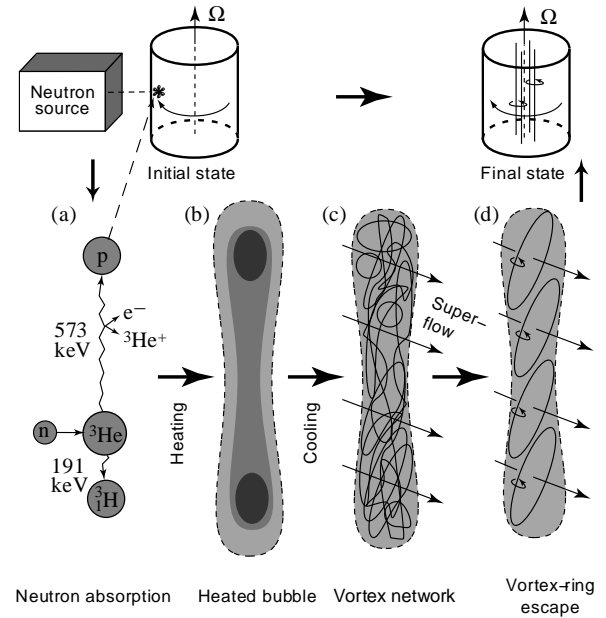 Ω
Ω
Neutron
source
Initial state
Final state
(a)
(b)
(c)
(d)
p
e⁻
³He⁺
573
keV
Super–
flow
n
³He
191
keV
³₁H
Heating
Cooling
Neutron absorption
Heated bubble
Vortex network
Vortex–ring
escape